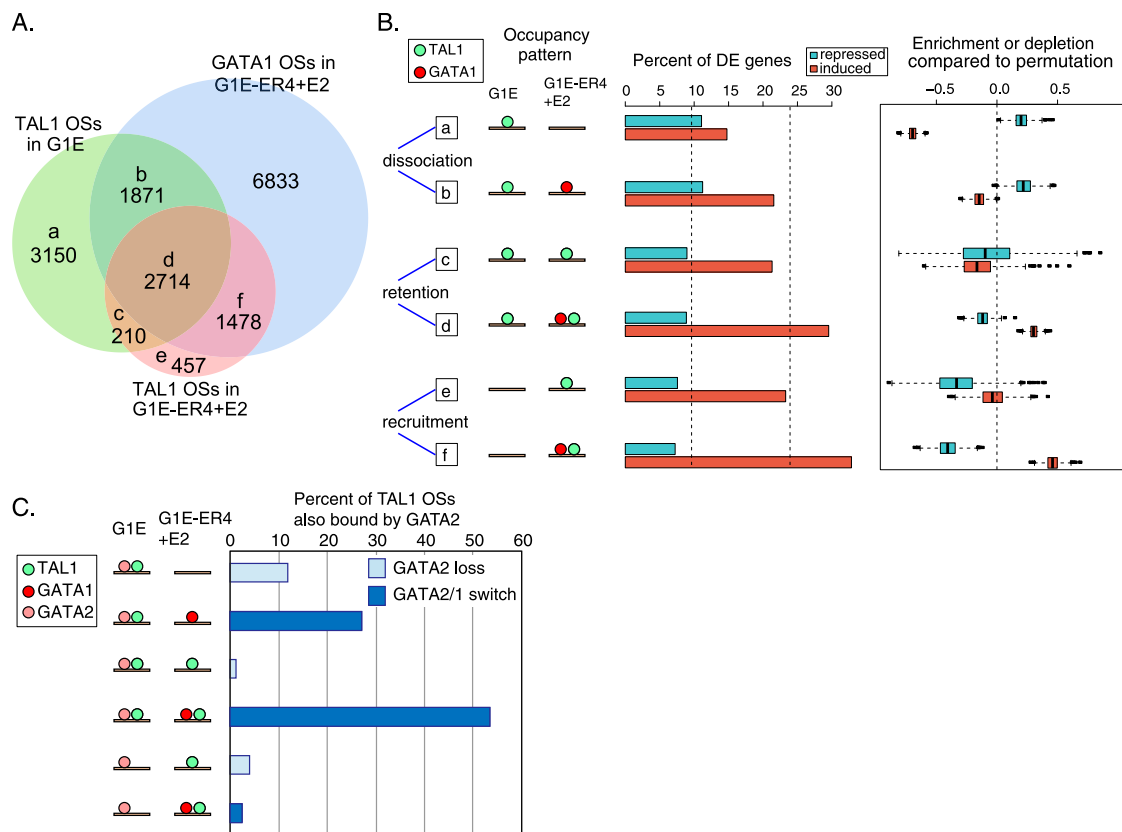 A.
GATA1 OSs in
G1E-ER4+E2
TAL1 OSs
in G1E
b
1871
6833
a
3150
d
2714
f
1478
c
210
e
457
TAL1 OSs in
G1E-ER4+E2
B.
TAL1
GATA1
Occupancy
pattern
G1E
G1E-ER4
+E2
Percent of DE genes
repressed
induced
0 5 10 15 20 25 30
Enrichment or depletion
compared to permutation
−0.5 0.0 0.5
a
dissociation
b
c
retention
d
e
recruitment
f
C.
TAL1
GATA1
GATA2
G1E
G1E-ER4
+E2
Percent of TAL1 OSs
also bound by GATA2
0 10 20 30 40 50 60
GATA2 loss
GATA2/1 switch